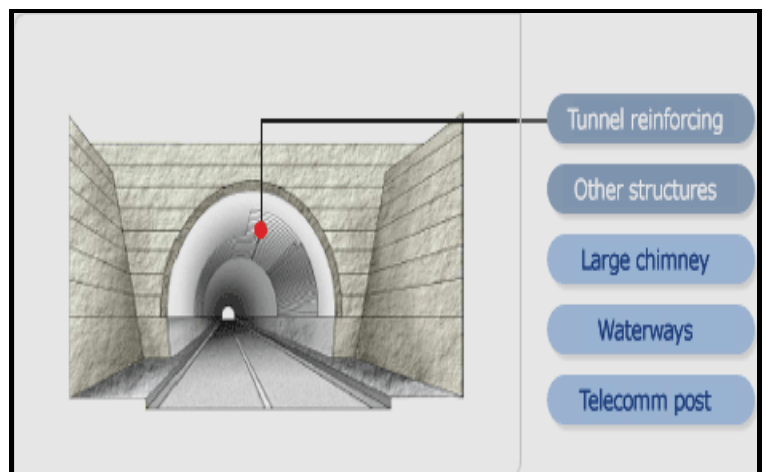 Tunnel reinforcing
Other structures
Large chimney
Waterways
Telecomm post